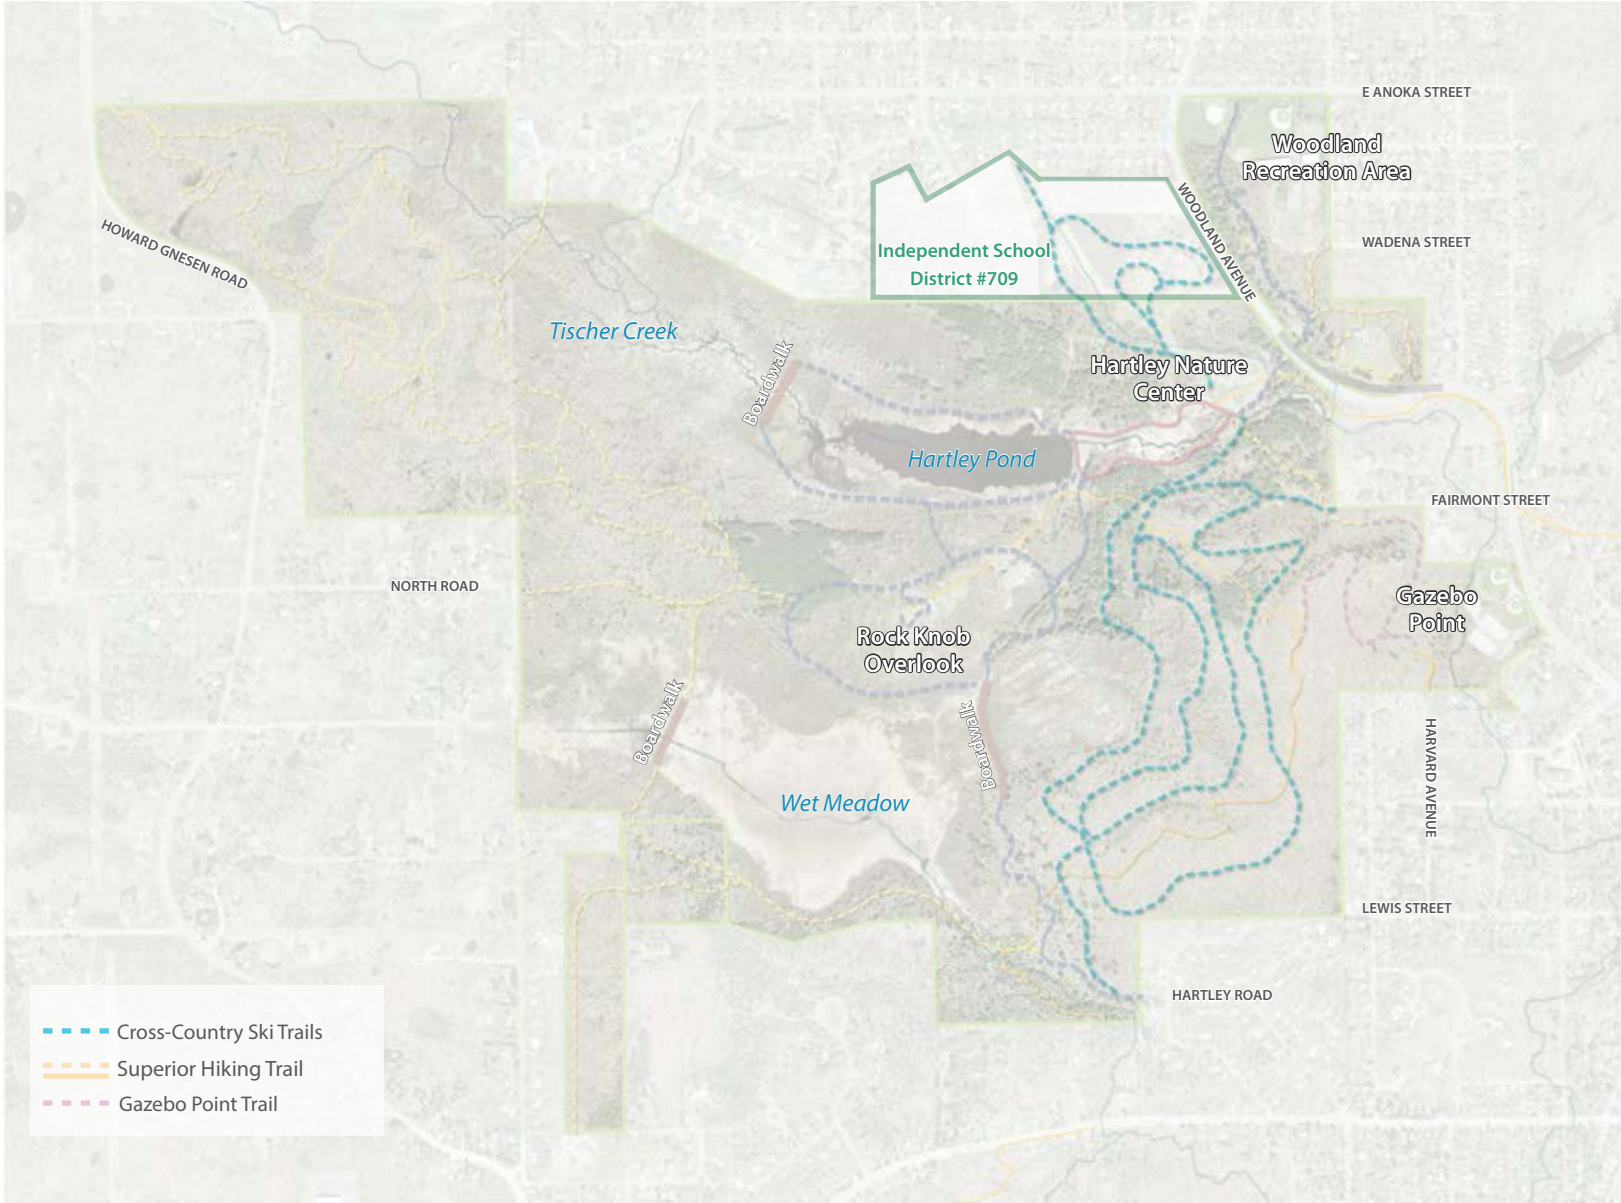 E ANOKA STREET
Woodland
Recreation Area
WOODLAND AVENUE
WADENA STREET
HOWARD GNESEN ROAD
Independent School
District #709
Tischer Creek
Boardwalk
Hartley Nature
Center
Hartley Pond
FAIRMONT STREET
NORTH ROAD
Gazebo
Point
Rock Knob
Overlook
Boardwalk
Boardwalk
HARVARD AVENUE
Wet Meadow
LEWIS STREET
HARTLEY ROAD
Cross-Country Ski Trails
Superior Hiking Trail
Gazebo Point Trail